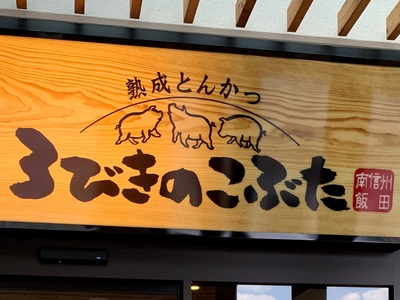 熟成とんかつ
3びきのこぶた
南信州
飯田